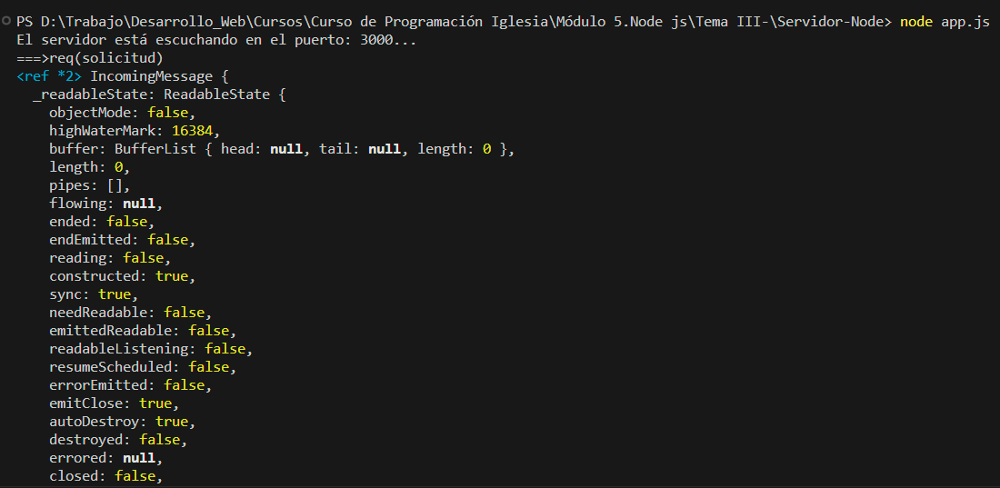 PS D:\Trabajo\Desarrollo_Web\Cursos\Curso de Programación Iglesia\Módulo 5.Node js\Tema III-\Servidor-Node> node app.js
El servidor está escuchando en el puerto: 3000...
===>req(solicitud)
<ref *2> IncomingMessage {
  _readableState: ReadableState {
    objectMode: false,
    highWaterMark: 16384,
    buffer: BufferList { head: null, tail: null, length: 0 },
    length: 0,
    pipes: [],
    flowing: null,
    ended: false,
    endEmitted: false,
    reading: false,
    constructed: true,
    sync: true,
    needReadable: false,
    emittedReadable: false,
    readableListening: false,
    resumeScheduled: false,
    errorEmitted: false,
    emitClose: true,
    autoDestroy: true,
    destroyed: false,
    errored: null,
    closed: false,